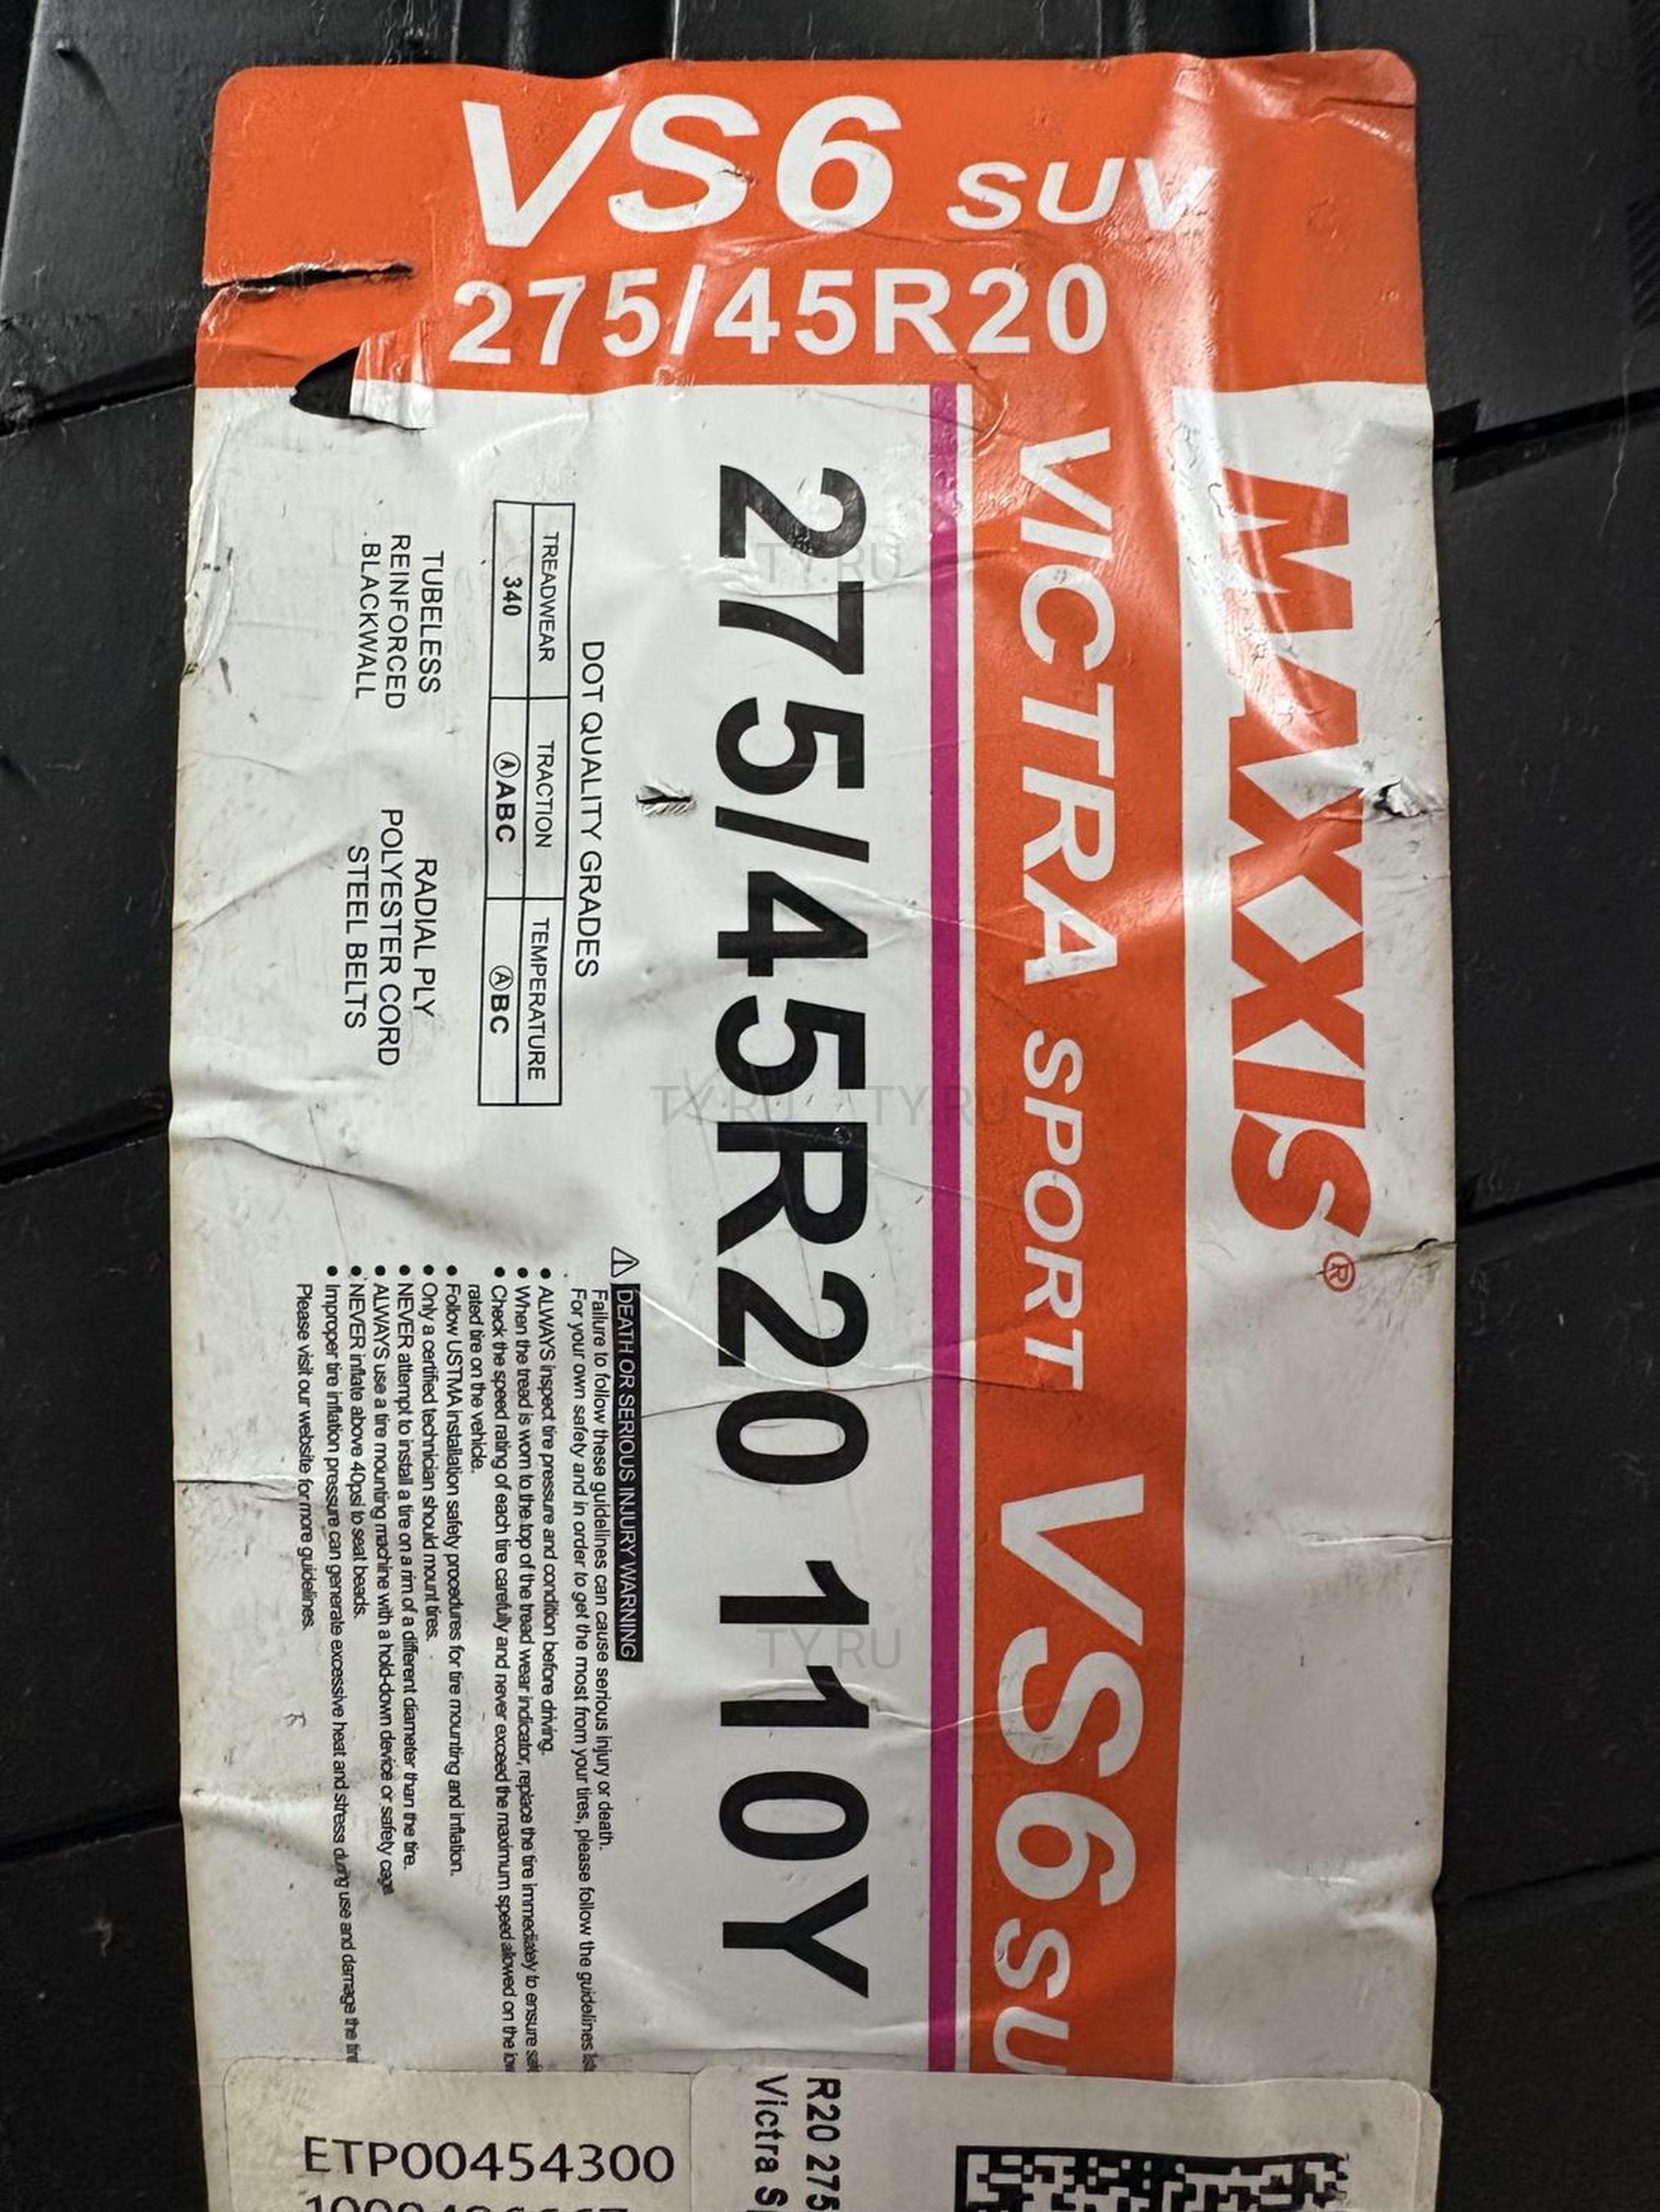 VS6 SUV
275/45R20
MAXXIS®
VICTRA SPORT VS6 SU
275/45R20 110Y
DOT QUALITY GRADES
TREADWEAR TRACTION TEMPERATURE
340 ⒶABC ⒶBC
TUBELESS
REINFORCED
BLACKWALL
RADIAL PLY
POLYESTER CORD
STEEL BELTS
⚠ DEATH OR SERIOUS INJURY WARNING
Failure to follow these guidelines can cause serious injury or death.
For your own safety and in order to get the most from your tires, please follow the guidelines
• ALWAYS inspect tire pressure and condition before driving.
• When the tread is worn to the top of the tread wear indicator, replace the tire immediately to ensure
• Check the speed rating of each tire carefully and never exceed the maximum speed allowed on the
rated tire on the vehicle.
• Follow USTMA installation safety procedures for tire mounting and inflation.
• Only a certified technician should mount tires.
• NEVER attempt to install a tire on a rim of a different diameter than the tire.
• ALWAYS use a tire mounting machine with a hold-down device or safety cage
• NEVER inflate above 40psi to seat beads.
• Improper tire inflation pressure can generate excessive heat and stress during use and damage the tire
Please visit our website for more guidelines.
R20 275
Victra
ETP00454300
TY.RU
TY.RU
TY.RU
TY.RU
TY.RU
TY.RU